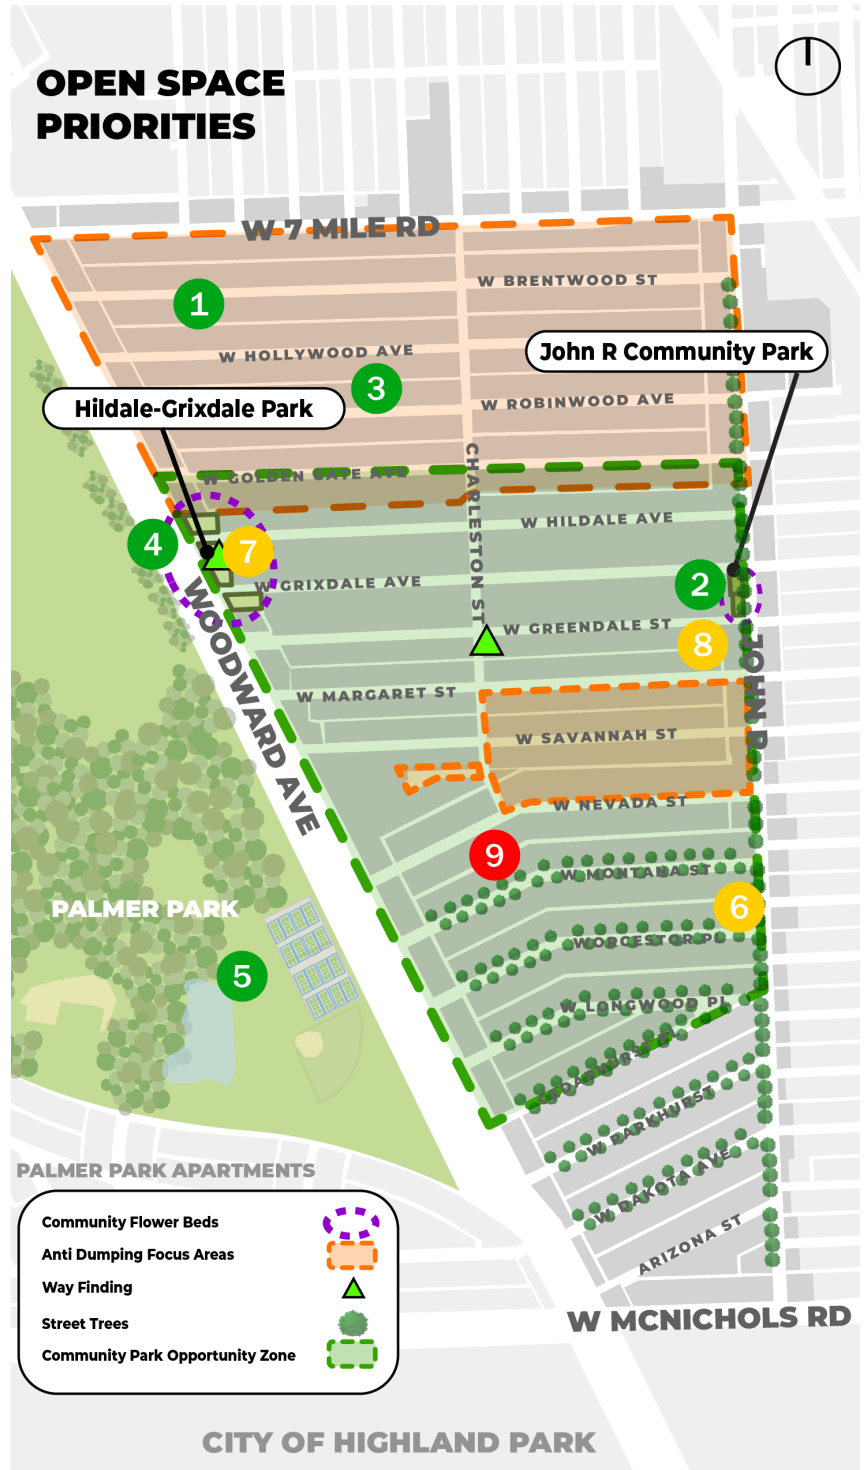 OPEN SPACE
PRIORITIES
W 7 MILE RD
W BRENTWOOD ST
1
John R Community Park
W HOLLYWOOD AVE
3
W ROBINWOOD AVE
Hildale-Grixdale Park
CHARLESTON ST
W GOLDEN GATE AVE
W HILDALE AVE
4
7
W GRIXDALE AVE
2
W GREENDALE ST
8
WOODWARD AVE
JOHN R
W MARGARET ST
W SAVANNAH ST
W NEVADA ST
9
W MONTANA ST
PALMER PARK
6
WORCESTOR PL
5
W LONGWOOD PL
CEDARHURST PL
W PARKHURST
W DAKOTA AVE
PALMER PARK APARTMENTS
ARIZONA ST
Community Flower Beds
Anti Dumping Focus Areas
Way Finding
Street Trees
Community Park Opportunity Zone
W MCNICHOLS RD
CITY OF HIGHLAND PARK